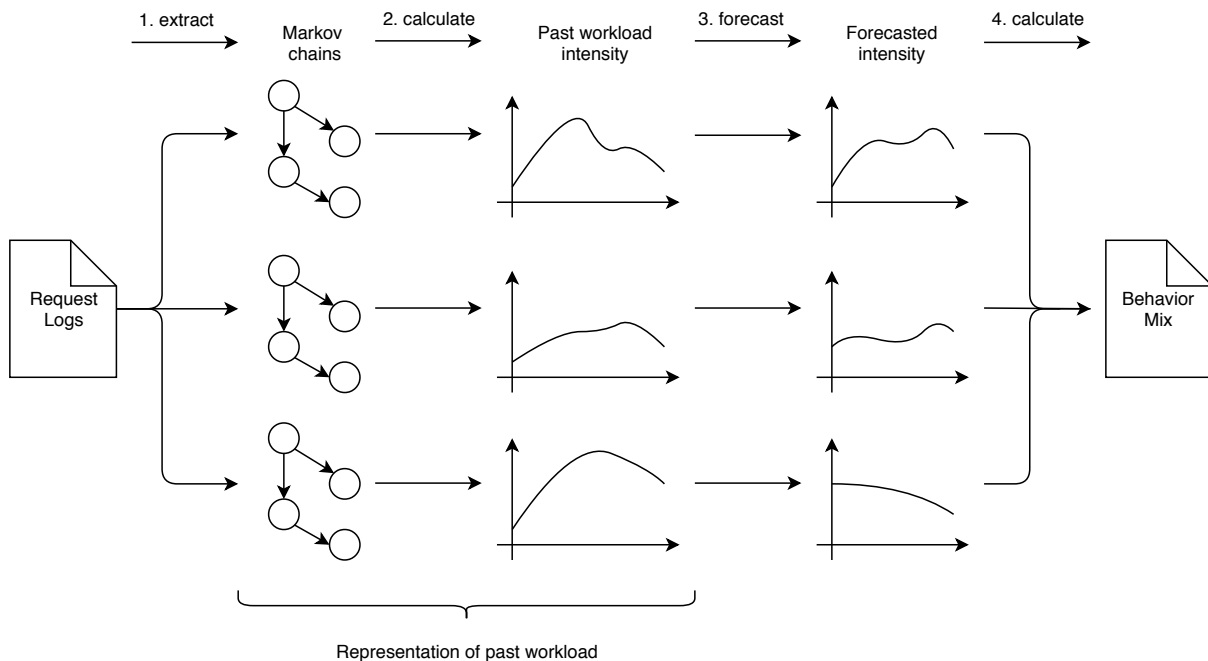 1. extract
Markov
chains
2. calculate
Past workload
intensity
3. forecast
Forecasted
intensity
4. calculate
Request
Logs
Behavior
Mix
Representation of past workload